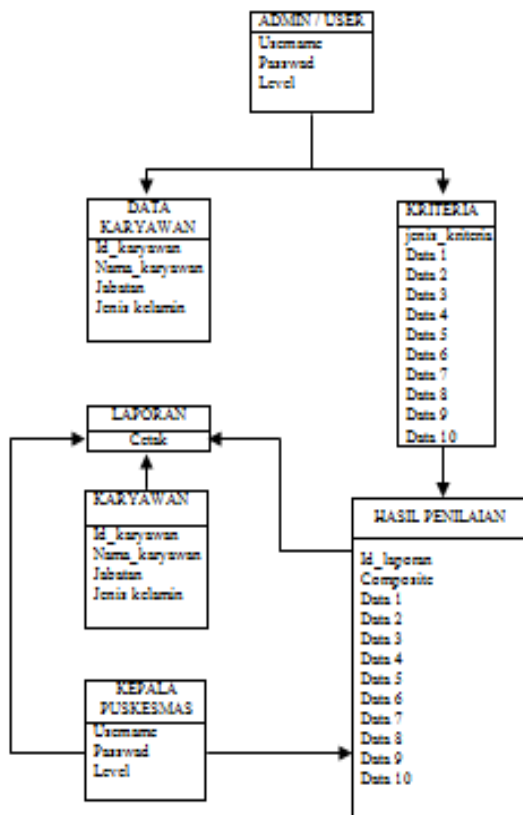 ADMIN / USER
Username
Passwad
Level
DATA
KARYAWAN
Id_karyawan
Nama_karyawan
Jabatan
Jenis kelamin
KRITERIA
jenis_kriteria
Data 1
Data 2
Data 3
Data 4
Data 5
Data 6
Data 7
Data 8
Data 9
Data 10
LAPORAN
Cetak
KARYAWAN
Id_karyawan
Nama_karyawan
Jabatan
Jenis kelamin
HASIL PENILAIAN
Id_laporan
Composite
Data 1
Data 2
Data 3
Data 4
Data 5
Data 6
Data 7
Data 8
Data 9
Data 10
KEPALA
PUSKESMAS
Username
Passwad
Level